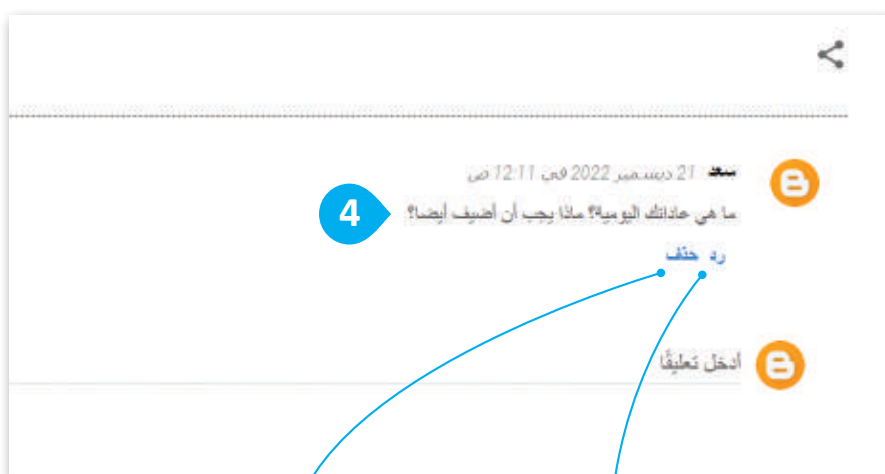 سعد 21 ديسمبر 2022 في 12:11 ص
ما هي عاداتك اليومية؟ ماذا يجب أن أضيف أيضا؟
4
رد حذف
أدخل تعليقًا